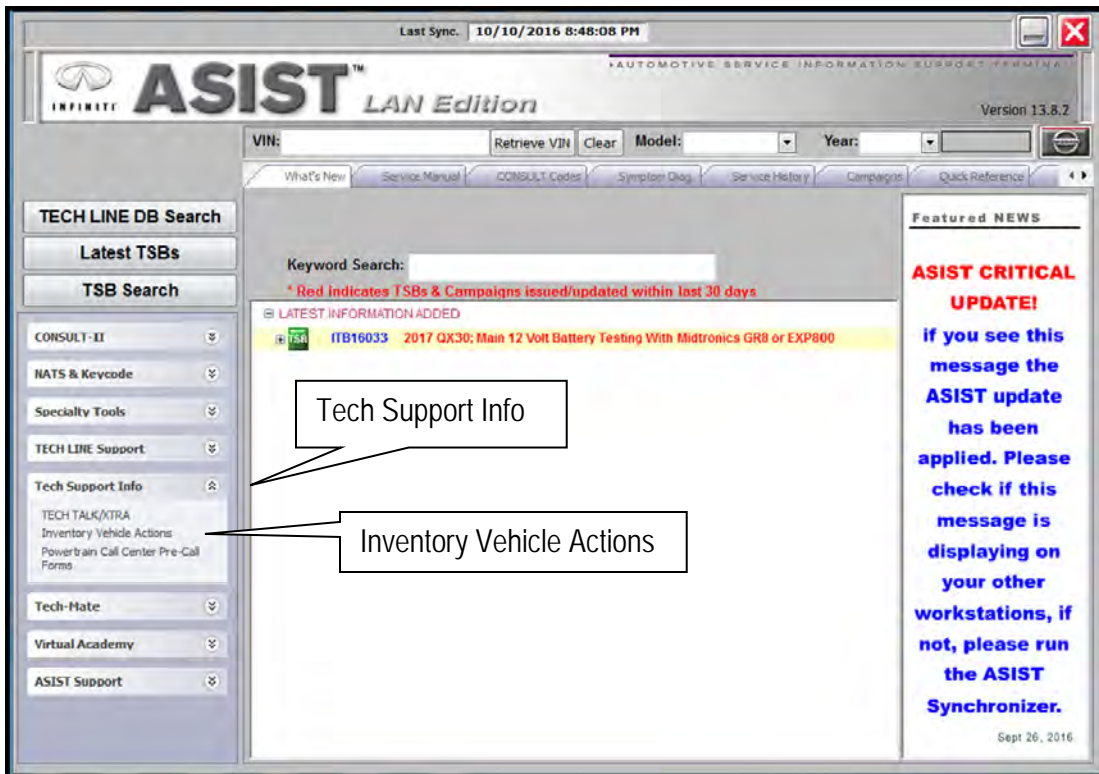 Last Sync. 10/10/2016 8:48:08 PM
AUTOMOTIVE SERVICE INFORMATION SUPPORT TERMINAL
INFINITI ASIST™ LAN Edition
Version 13.8.2
VIN: Retrieve VIN Clear Model: Year:
What's New Service Manual CONSULT Codes Symptom Diag. Service History Campaigns Quick Reference
TECH LINE DB Search
Latest TSBs
TSB Search
CONSULT-II
NATS & Keycode
Specialty Tools
TECH LINE Support
Tech Support Info
TECH TALK/XTRA
Inventory Vehicle Actions
Powertrain Call Center Pre-Call
Forms
Tech-Mate
Virtual Academy
ASIST Support
Keyword Search:
* Red indicates TSBs & Campaigns issued/updated within last 30 days
LATEST INFORMATION ADDED
TSB ITB16033 2017 QX30; Main 12 Volt Battery Testing With Midtronics GR8 or EXP800
Tech Support Info
Inventory Vehicle Actions
Featured NEWS
ASIST CRITICAL
UPDATE!
if you see this
message the
ASIST update
has been
applied. Please
check if this
message is
displaying on
your other
workstations, if
not, please run
the ASIST
Synchronizer.
Sept 26, 2016